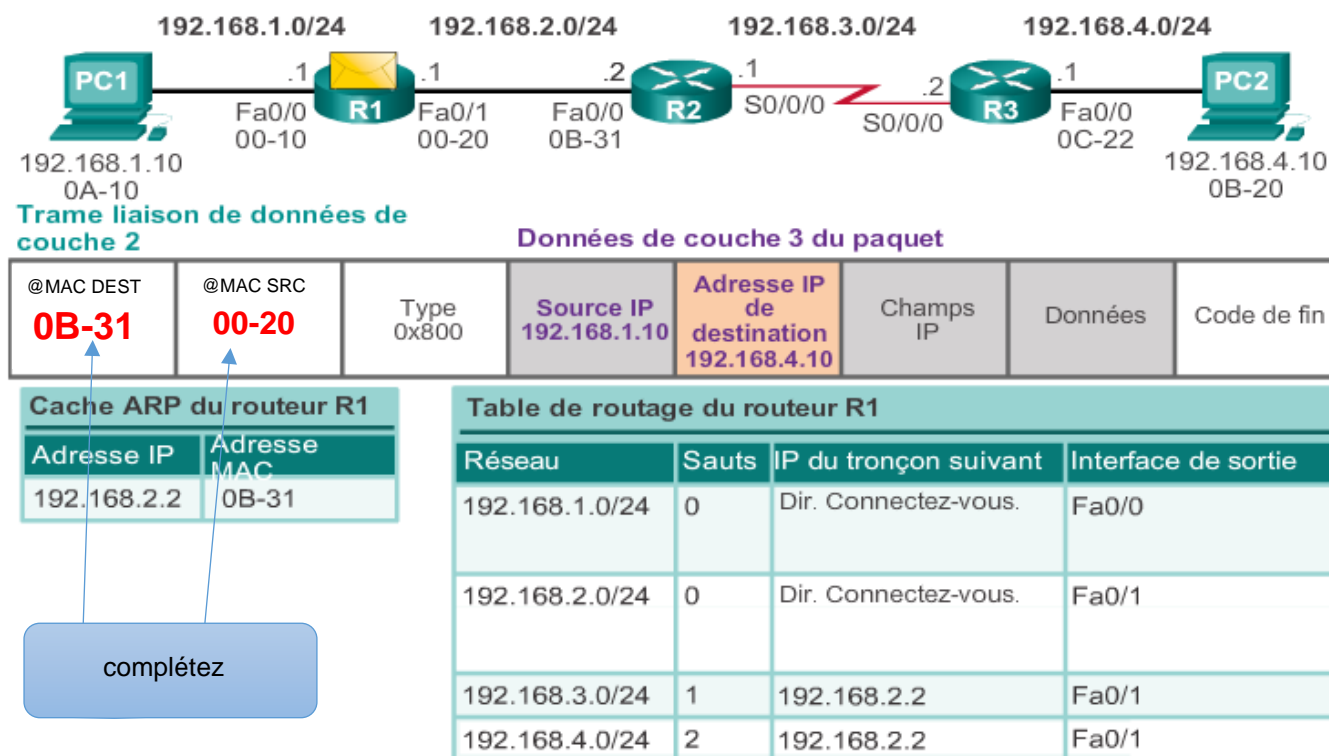 192.168.1.0/24 192.168.2.0/24 192.168.3.0/24 192.168.4.0/24
PC1 .1 R1 .1 .2 R2 .1 .2 R3 .1 PC2
Fa0/0 Fa0/1 Fa0/0 S0/0/0 S0/0/0 Fa0/0
00-10 00-20 0B-31 0C-22
192.168.1.10 192.168.4.10
0A-10 0B-20
Trame liaison de données de
couche 2
Données de couche 3 du paquet
@MAC DEST
0B-31
@MAC SRC
00-20
Type
0x800
Source IP
192.168.1.10
Adresse IP
de
destination
192.168.4.10
Champs
IP
Données
Code de fin
Cache ARP du routeur R1
Adresse IP Adresse
MAC
192.168.2.2 0B-31
complétez
Table de routage du routeur R1
Réseau Sauts IP du tronçon suivant Interface de sortie
192.168.1.0/24 0 Dir. Connectez-vous. Fa0/0
192.168.2.0/24 0 Dir. Connectez-vous. Fa0/1
192.168.3.0/24 1 192.168.2.2 Fa0/1
192.168.4.0/24 2 192.168.2.2 Fa0/1